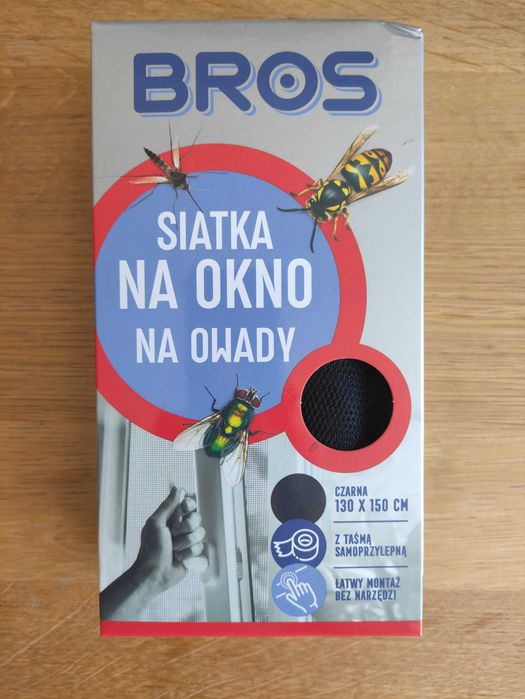 BROS
SIATKA
NA OKNO
NA OWADY
CZARNA
130 X 150 CM
Z TAŚMĄ
SAMOPRZYLEPNĄ
ŁATWY MONTAŻ
BEZ NARZĘDZI